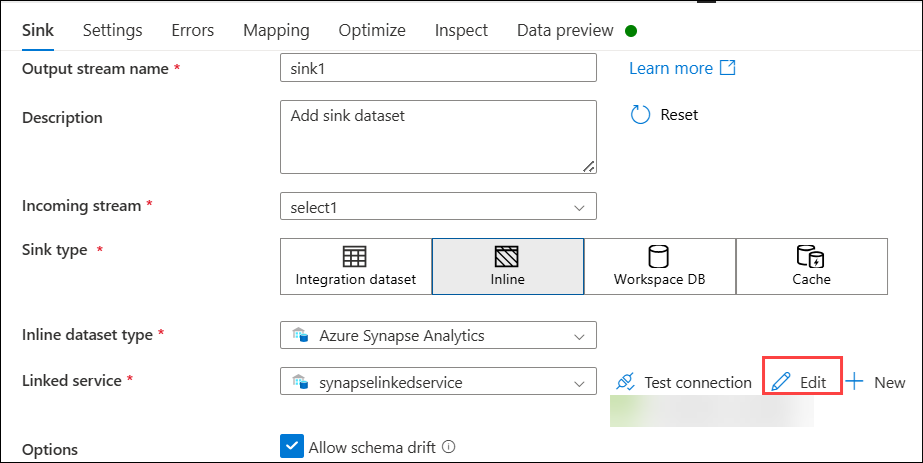 Sink Settings Errors Mapping Optimize Inspect Data preview
Output stream name * sink1 Learn more
Description Add sink dataset Reset
Incoming stream * select1
Sink type * Integration dataset Inline Workspace DB Cache
Inline dataset type * Azure Synapse Analytics
Linked service * synapselinkedservice Test connection Edit New
Options Allow schema drift